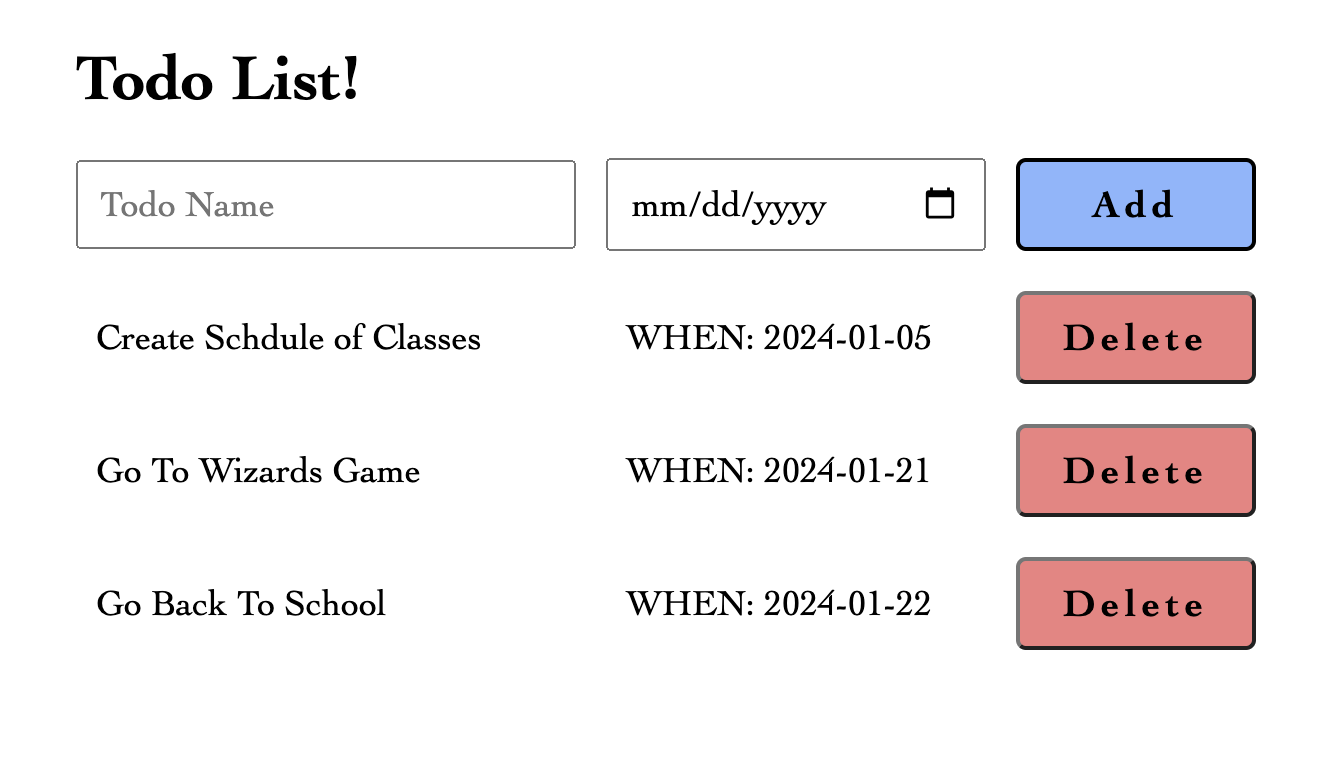 Todo List!
Todo Name mm/dd/yyyy Add
Create Schdule of Classes WHEN: 2024-01-05 Delete
Go To Wizards Game WHEN: 2024-01-21 Delete
Go Back To School WHEN: 2024-01-22 Delete